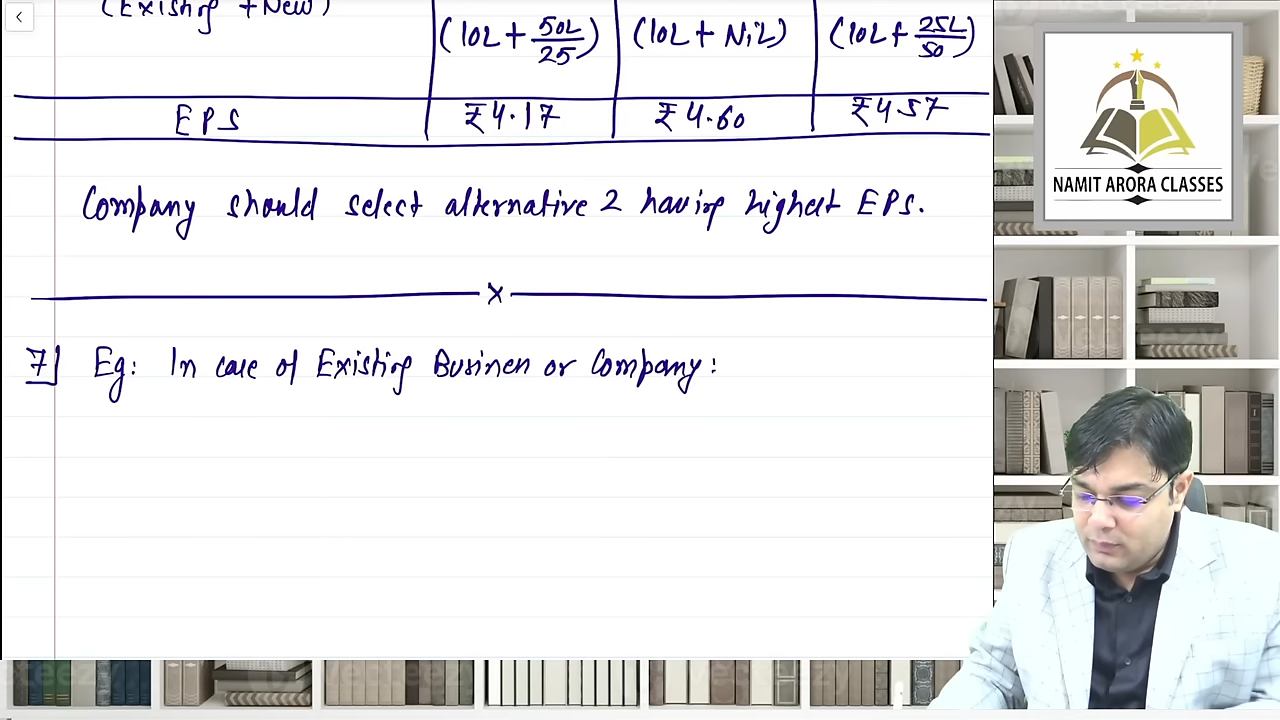 (Existing + New)
(10L + 50L/25) (10L + Nil) (10L + 25L/50)
EPS ₹4.17 ₹4.60 ₹4.57
Company should select alternative 2 having highest EPS.
x
7] Eg: In case of Existing Business or Company:
NAMIT ARORA CLASSES